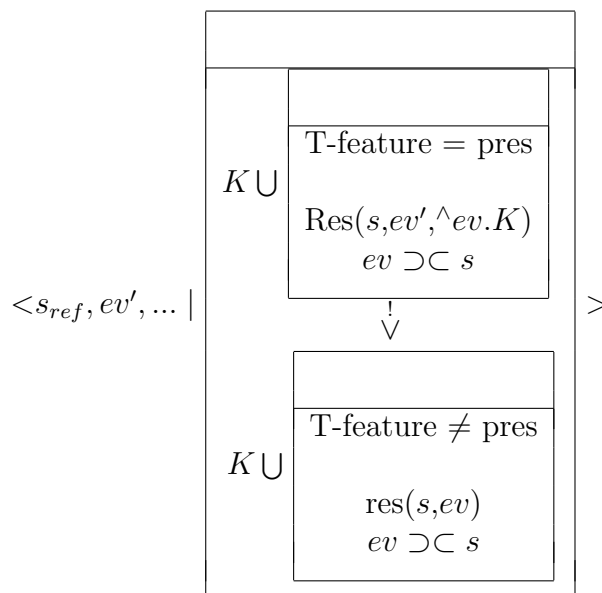 T-feature = pres
K ⋃
Res(s,ev′,^ev.K)
ev ⊃⊂ s
<s_ref, ev′, ... | ! >
∨
T-feature ≠ pres
K ⋃
res(s,ev)
ev ⊃⊂ s